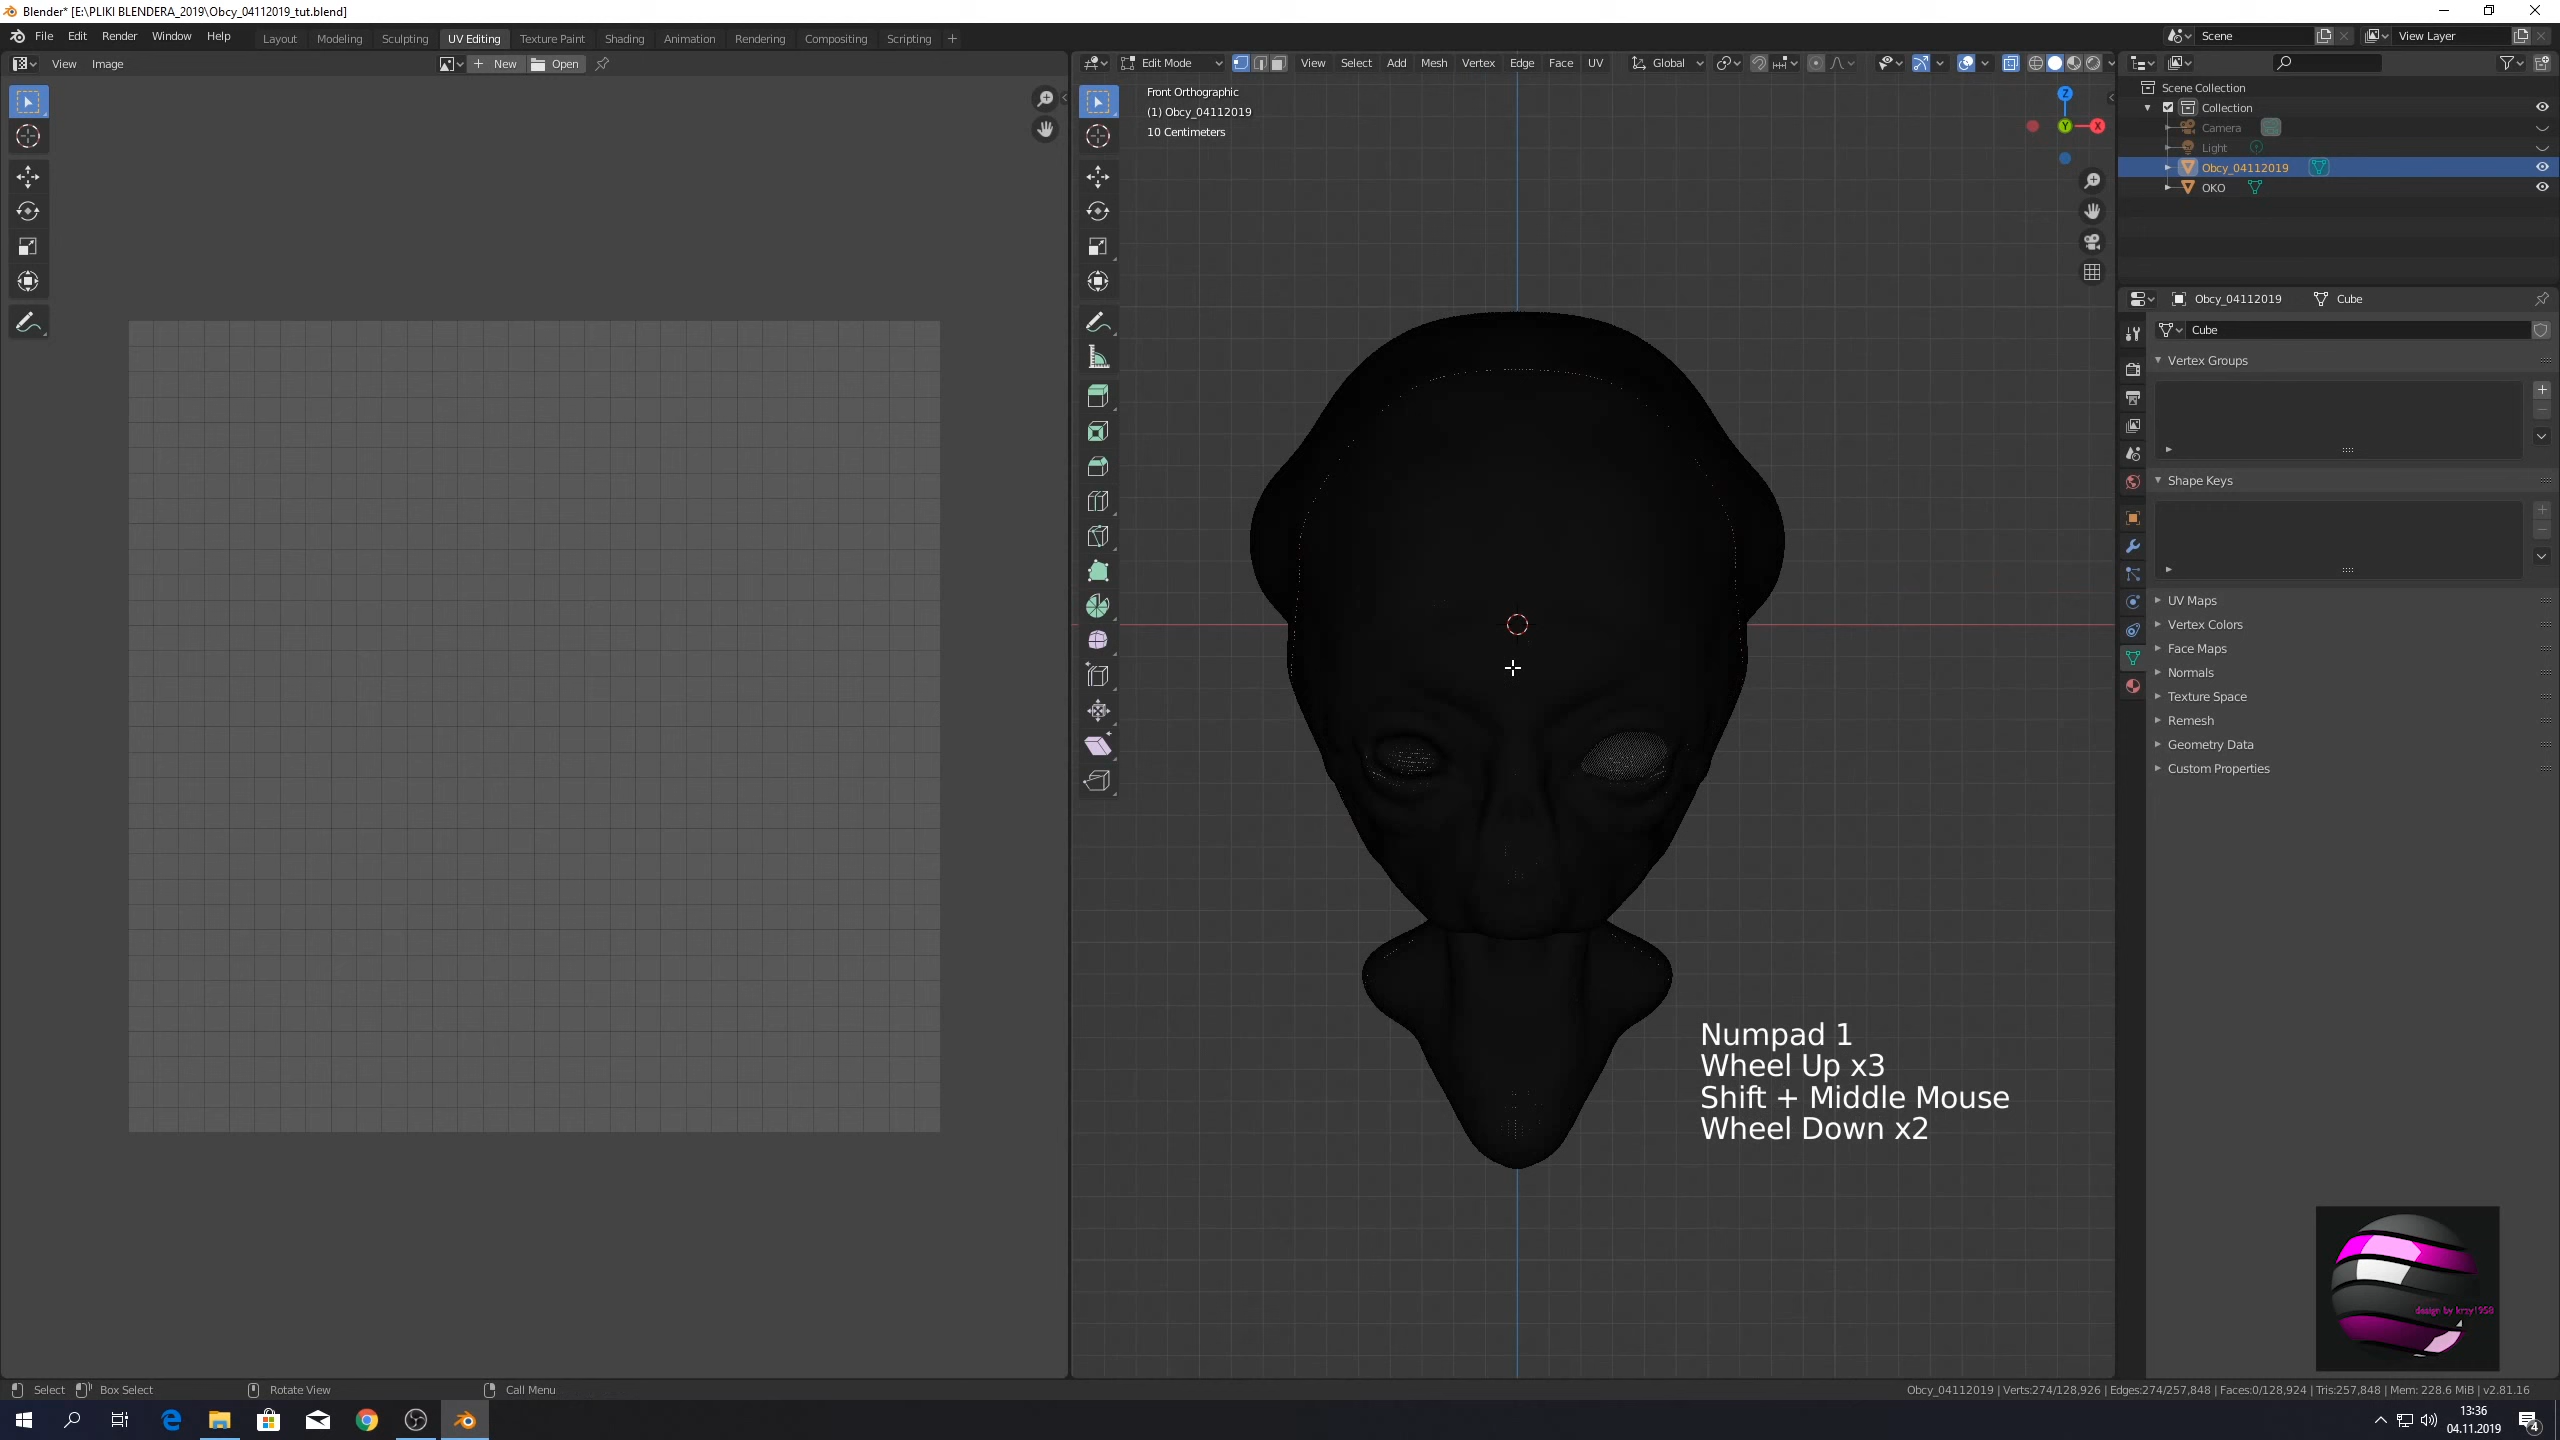 Blender* [E:\PLIKI BLENDERA_2019\Obcy_04112019_tut.blend]
File Edit Render Window Help Layout Modeling Sculpting UV Editing Texture Paint Shading Animation Rendering Compositing Scripting + Scene View Layer
View Image New Open Edit Mode View Select Add Mesh Vertex Edge Face UV Global
Front Orthographic
(1) Obcy_04112019
10 Centimeters
Z
Y
X
Scene Collection
Collection
Camera
Light
Obcy_04112019
OKO
Obcy_04112019 Cube
Cube
Vertex Groups
Shape Keys
UV Maps
Vertex Colors
Face Maps
Normals
Texture Space
Remesh
Geometry Data
Custom Properties
Numpad 1
Wheel Up x3
Shift + Middle Mouse
Wheel Down x2
design by krzy1958
Select Box Select Rotate View Call Menu
Obcy_04112019 | Verts:274/128,926 | Edges:274/257,848 | Faces:0/128,924 | Tris:257,848 | Mem: 228.6 MiB | v2.81.16
13:36
04.11.2019
4